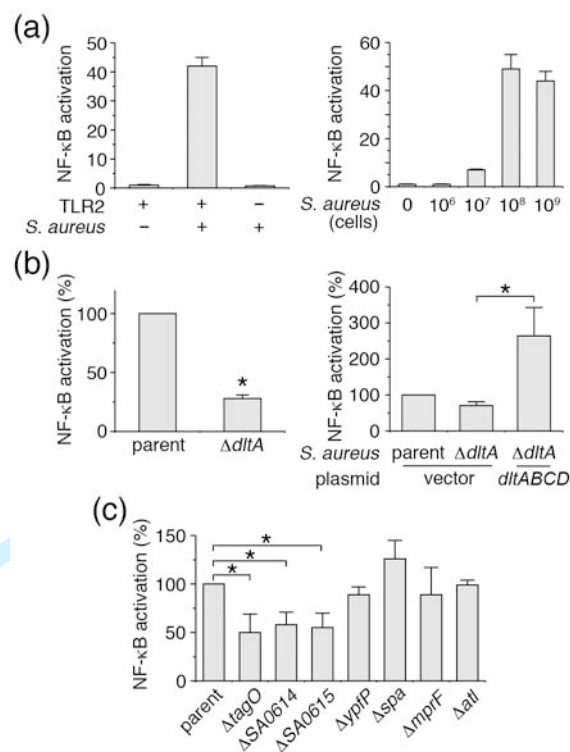 (a)
NF-κB activation
50
40
30
20
10
0
TLR2 + + −
S. aureus − + +
NF-κB activation
60
40
20
0
S. aureus (cells) 0 10⁶ 10⁷ 10⁸ 10⁹
(b)
NF-κB activation (%)
100
50
0
*
parent ΔdltA
NF-κB activation (%)
400
300
200
100
0
*
S. aureus parent ΔdltA ΔdltA
plasmid vector dltABCD
(c)
NF-κB activation (%)
150
100
50
0
*
*
*
parent ΔtagO ΔSA0614 ΔSA0615 ΔypfP Δspa ΔmprF Δatl